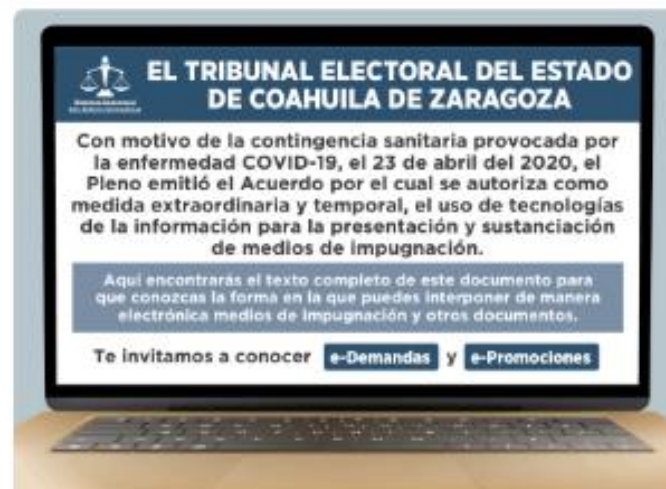 EL TRIBUNAL ELECTORAL DEL ESTADO
DE COAHUILA DE ZARAGOZA
Con motivo de la contingencia sanitaria provocada por
la enfermedad COVID-19, el 23 de abril del 2020, el
Pleno emitió el Acuerdo por el cual se autoriza como
medida extraordinaria y temporal, el uso de tecnologías
de la información para la presentación y sustanciación
de medios de impugnación.
Aquí encontrarás el texto completo de este documento para
que conozcas la forma en la que puedes interponer de manera
electrónica medios de impugnación y otros documentos.
Te invitamos a conocer e-Demandas y e-Promociones